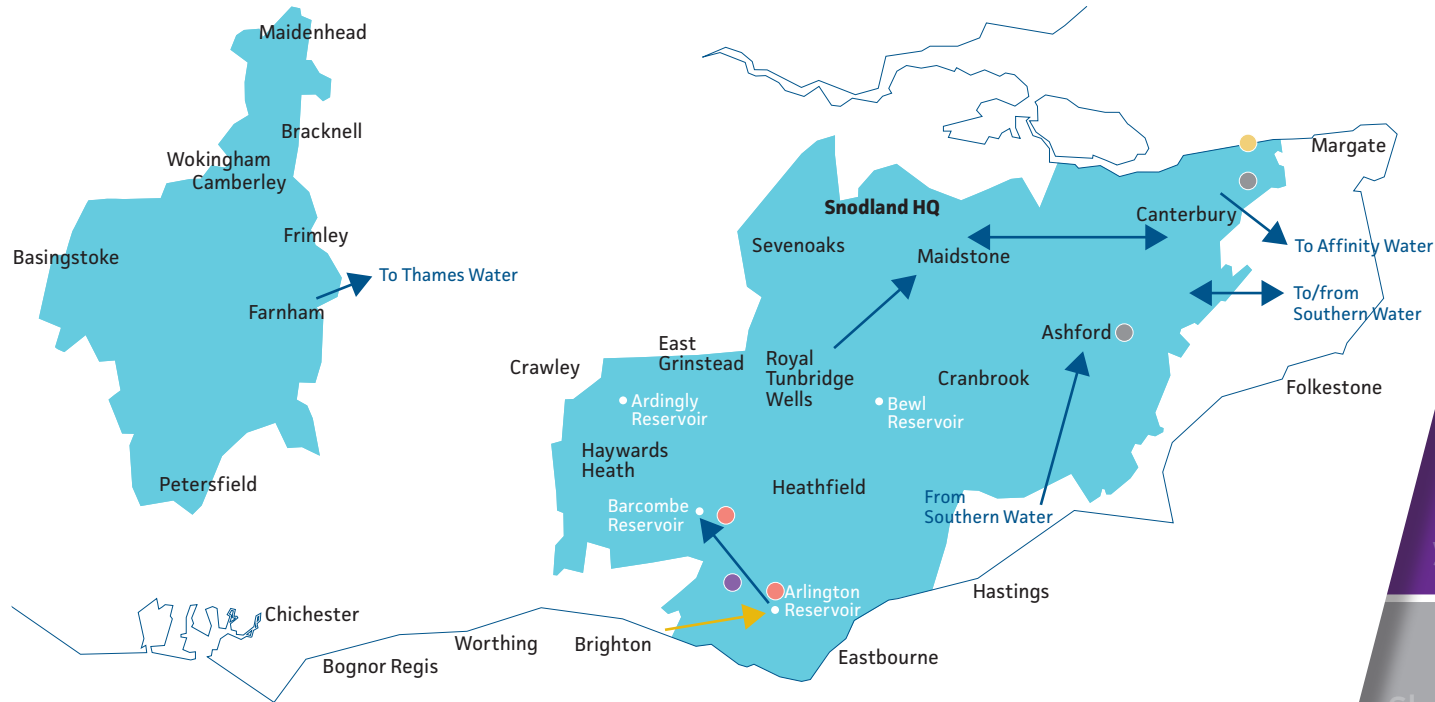 Maidenhead
Bracknell
Wokingham
Camberley
Frimley
Basingstoke
To Thames Water
Farnham
Petersfield
Margate
Snodland HQ
Canterbury
Sevenoaks
Maidstone
To Affinity Water
To/from
Southern Water
Ashford
East
Grinstead
Crawley
Royal
Tunbridge
Wells
Cranbrook
Folkestone
Ardingly
Reservoir
Bewl
Reservoir
Haywards
Heath
Heathfield
Barcombe
Reservoir
From
Southern Water
Arlington
Reservoir
Hastings
Chichester
Worthing
Brighton
Bognor Regis
Eastbourne